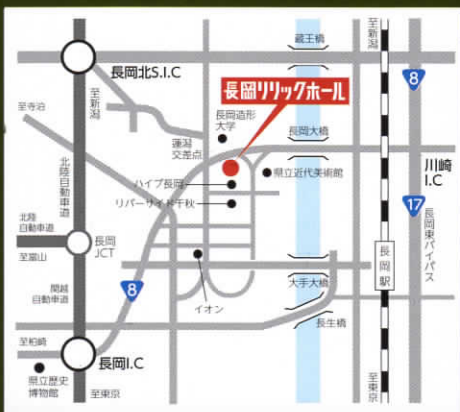 至新潟
蔵王橋
長岡北S.I.C
至新潟
8
至寺泊
長岡リリックホール
長岡造形
大学
蓮潟
交差点
長岡大橋
川崎
I.C
県立近代美術館
ハイブ長岡
リバーサイド千秋
北陸自動車道
17
長岡東バイパス
北陸
自動車道
長岡
JCT
至富山
長岡駅
関越
自動車道
8
イオン
大手大橋
長生橋
至柏崎
長岡I.C
県立歴史
博物館
至東京
至東京